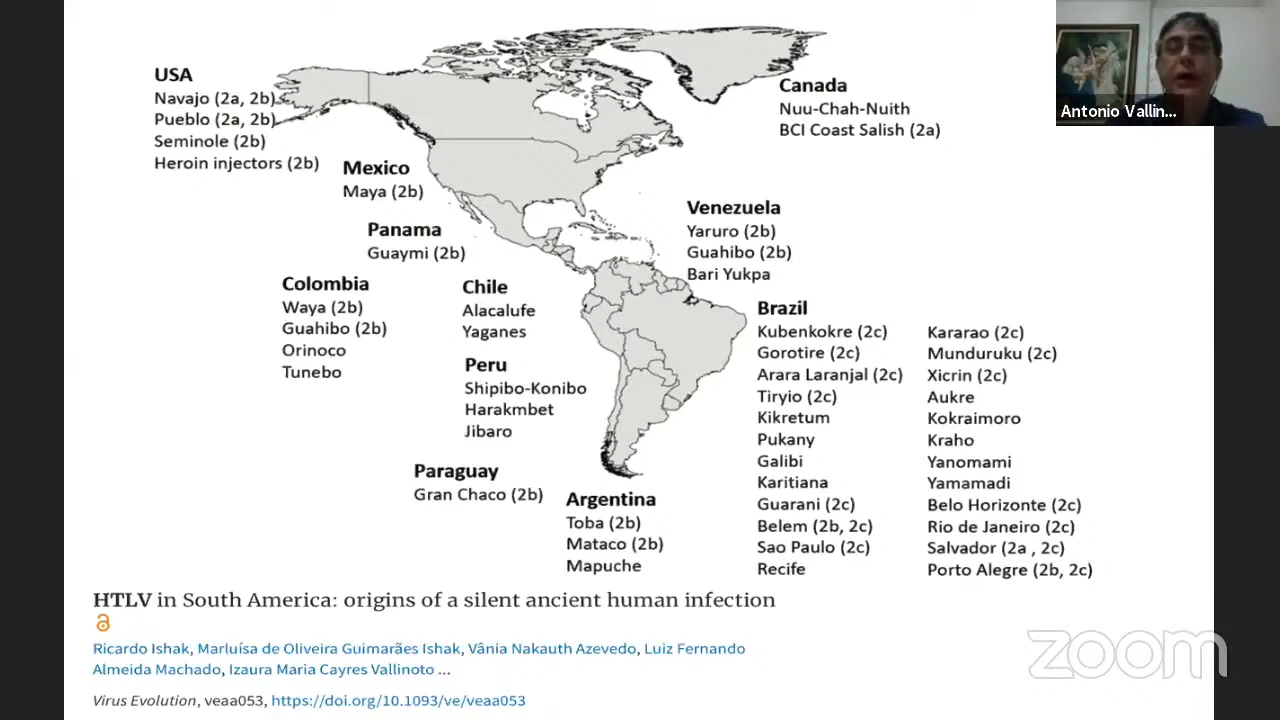 USA
Navajo (2a, 2b)
Pueblo (2a, 2b)
Seminole (2b)
Heroin injectors (2b)
Canada
Nuu-Chah-Nuith
BCI Coast Salish (2a)
Antonio Vallin...
Mexico
Maya (2b)
Panama
Guaymi (2b)
Venezuela
Yaruro (2b)
Guahibo (2b)
Bari Yukpa
Colombia
Waya (2b)
Guahibo (2b)
Orinoco
Tunebo
Chile
Alacalufe
Yaganes
Peru
Shipibo-Konibo
Harakmbet
Jibaro
Paraguay
Gran Chaco (2b)
Argentina
Toba (2b)
Mataco (2b)
Mapuche
Brazil
Kubenkokre (2c)
Gorotire (2c)
Arara Laranjal (2c)
Tiryio (2c)
Kikretum
Pukany
Galibi
Karitiana
Guarani (2c)
Belem (2b, 2c)
Sao Paulo (2c)
Recife
Kararao (2c)
Munduruku (2c)
Xicrin (2c)
Aukre
Kokraimoro
Kraho
Yanomami
Yamamadi
Belo Horizonte (2c)
Rio de Janeiro (2c)
Salvador (2a , 2c)
Porto Alegre (2b, 2c)
HTLV in South America: origins of a silent ancient human infection
Ricardo Ishak, Marluísa de Oliveira Guimarães Ishak, Vânia Nakauth Azevedo, Luiz Fernando
Almeida Machado, Izaura Maria Cayres Vallinoto ...
Virus Evolution, veaa053, https://doi.org/10.1093/ve/veaa053
zoom